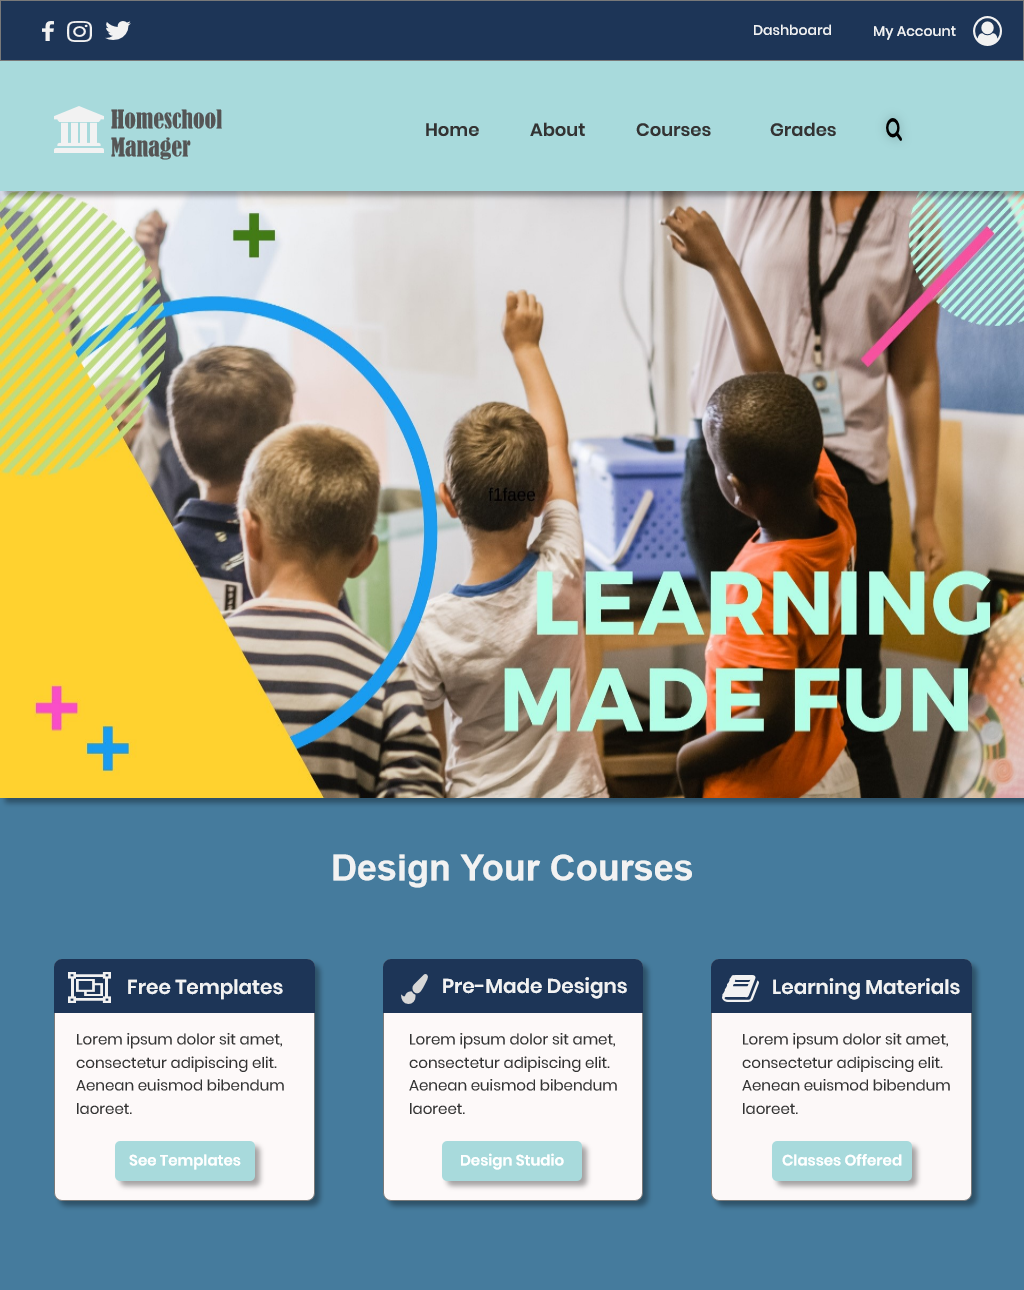 Dashboard
My Account
Homeschool
Manager
Home
About
Courses
Grades
f1faee
LEARNING
MADE FUN
Design Your Courses
Free Templates
Lorem ipsum dolor sit amet,
consectetur adipiscing elit.
Aenean euismod bibendum
laoreet.
See Templates
Pre-Made Designs
Lorem ipsum dolor sit amet,
consectetur adipiscing elit.
Aenean euismod bibendum
laoreet.
Design Studio
Learning Materials
Lorem ipsum dolor sit amet,
consectetur adipiscing elit.
Aenean euismod bibendum
laoreet.
Classes Offered